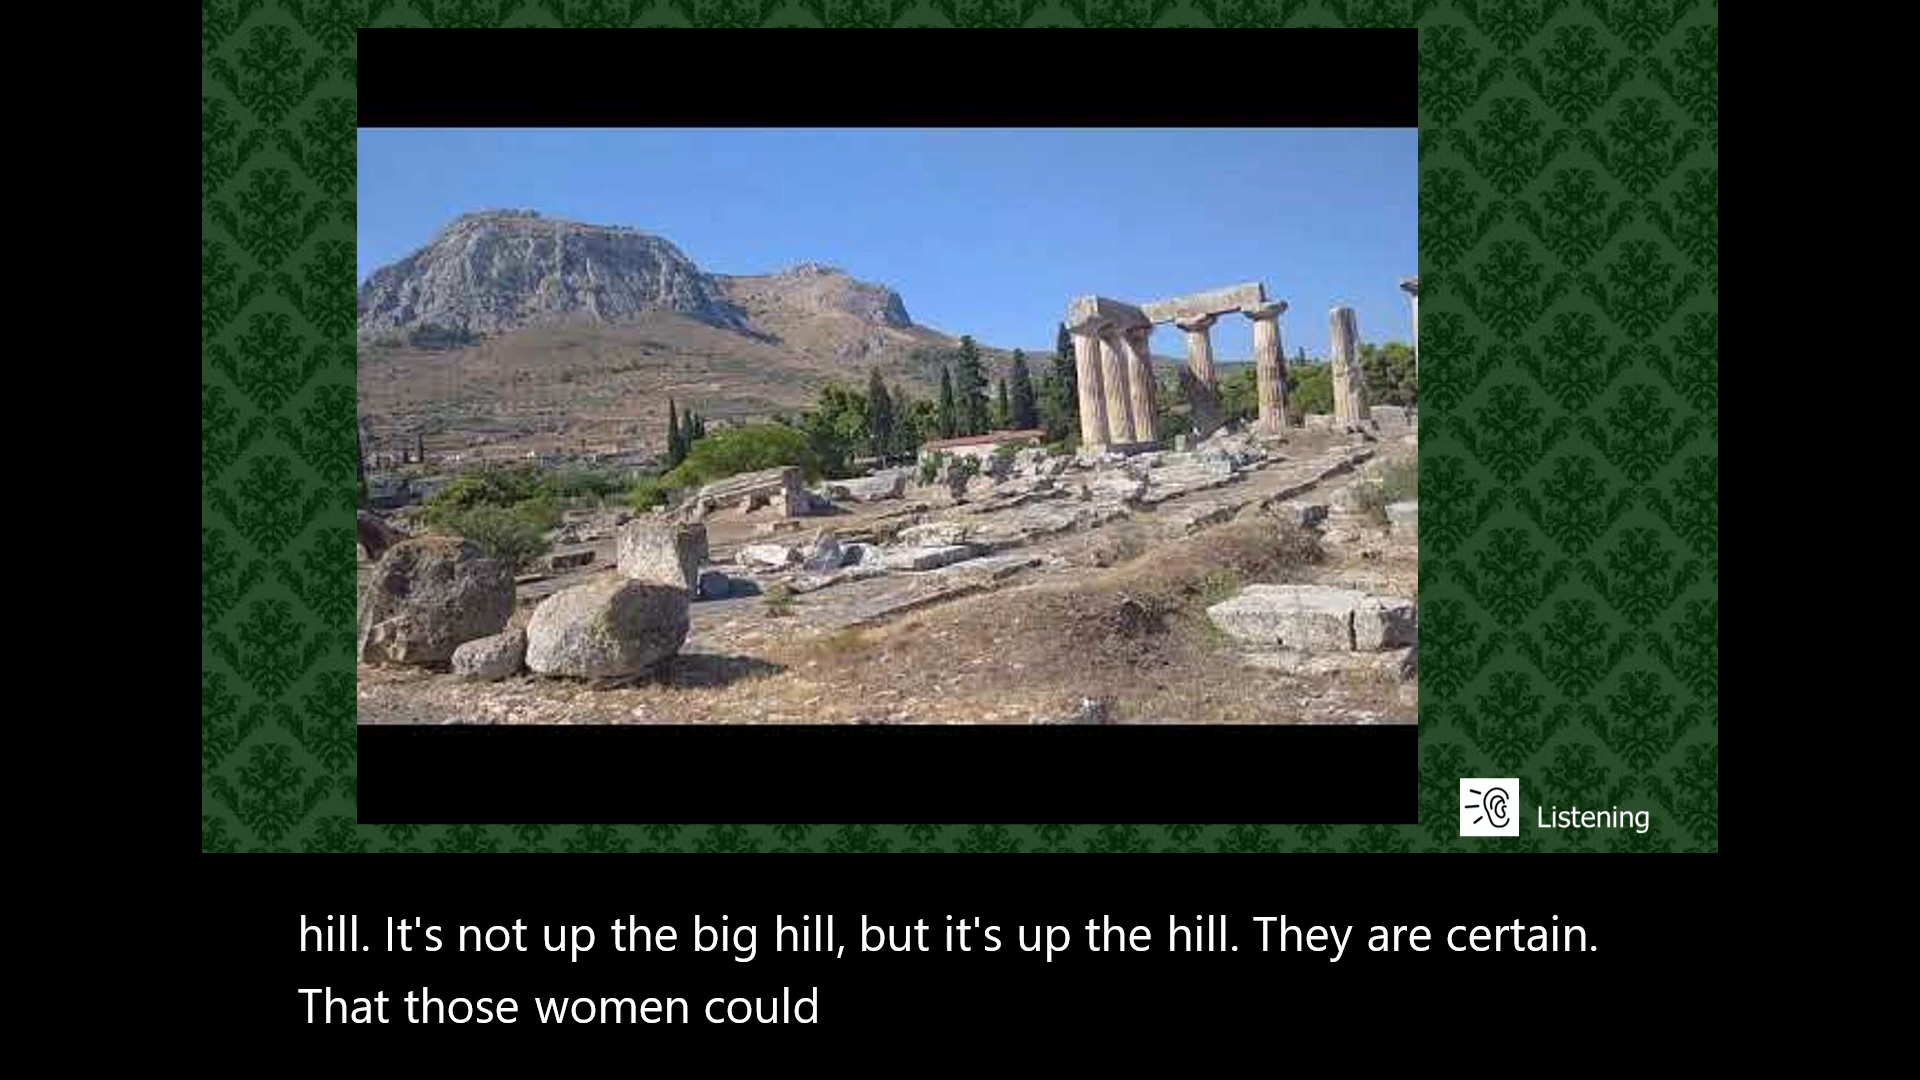 Listening
hill. It's not up the big hill, but it's up the hill. They are certain.
That those women could